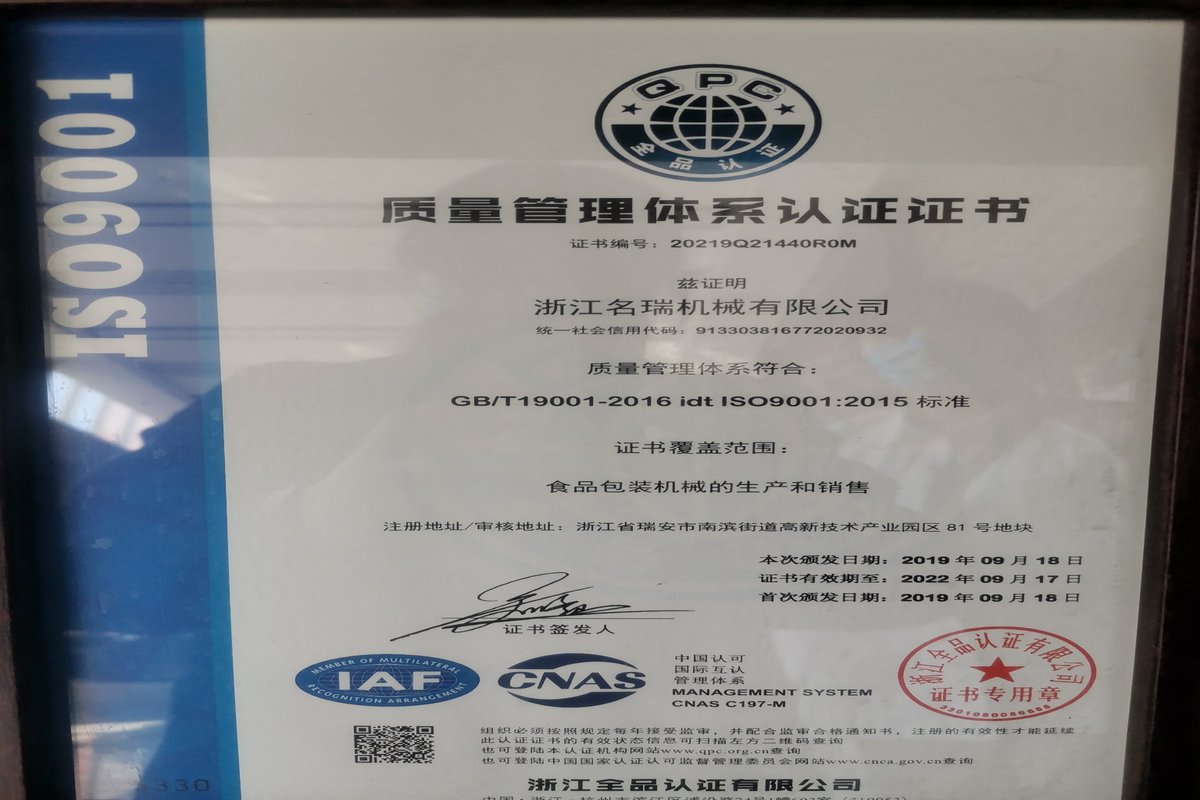 ISO9001
QPC
全品认证
质量管理体系认证证书
证书编号：20219Q21440R0M
兹证明
浙江名瑞机械有限公司
统一社会信用代码：913303816772020932
质量管理体系符合：
GB/T19001-2016 idt ISO9001:2015 标准
证书覆盖范围：
食品包装机械的生产和销售
注册地址/审核地址：浙江省瑞安市南滨街道高新技术产业园区 81 号地块
本次颁发日期：2019 年 09 月 18 日
证书有效期至：2022 年 09 月 17 日
首次颁发日期：2019 年 09 月 18 日
证书签发人
MEMBER OF MULTILATERAL
IAF
RECOGNITION ARRANGEMENT
CNAS
中国认可
国际互认
管理体系
MANAGEMENT SYSTEM
CNAS C197-M
浙江全品认证有限公司
证书专用章
组织必须按照规定每年接受监审，并配合监审合格通知书，注册的有效性才能延续
此认证证书的有效状态信息可扫描左方二维码查询
也可登陆本认证机构网站www.qpc.org.cn查询
也可登陆中国国家认证认可监督管理委员会网站www.cnca.gov.cn查询
浙江全品认证有限公司
330